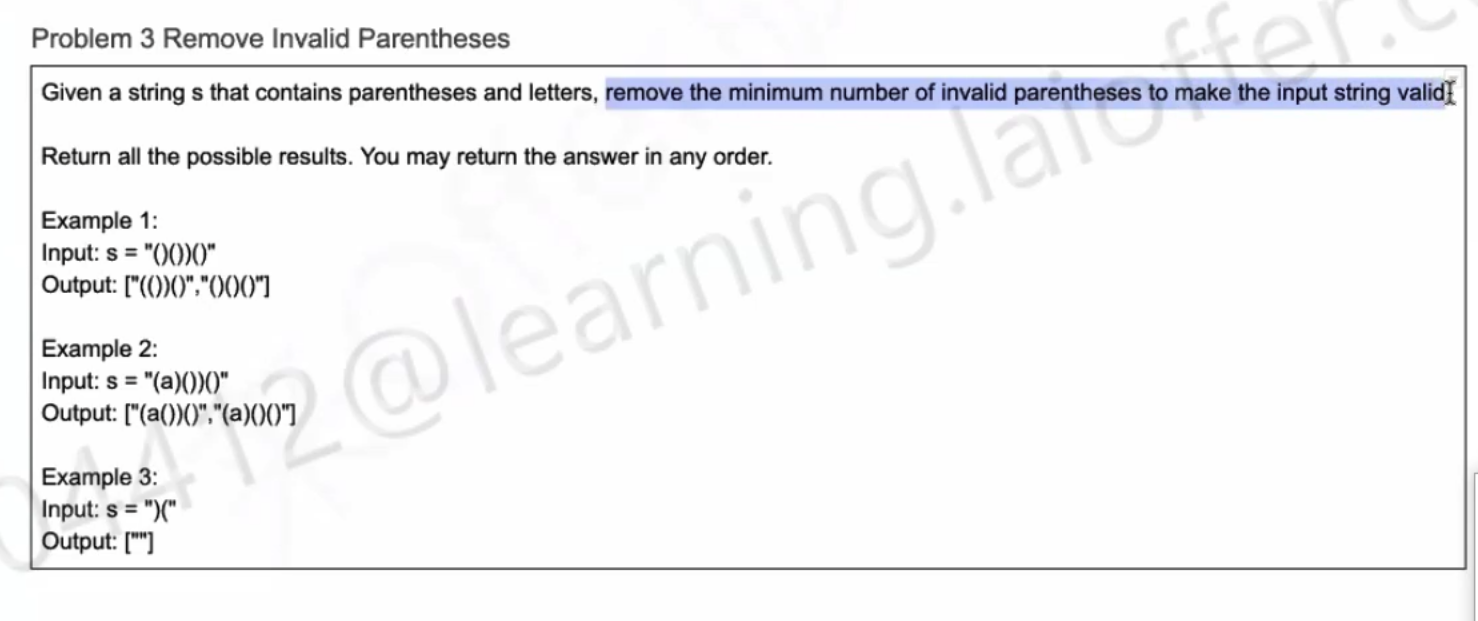 Problem 3 Remove Invalid Parentheses
Given a string s that contains parentheses and letters, remove the minimum number of invalid parentheses to make the input string valid.
Return all the possible results. You may return the answer in any order.
Example 1:
Input: s = "()())()"
Output: ["(())()","()()()"]
Example 2:
Input: s = "(a)())()"
Output: ["(a())()","(a)()()"]
Example 3:
Input: s = ")("
Output: [""]
04412@learning.laioffer.c